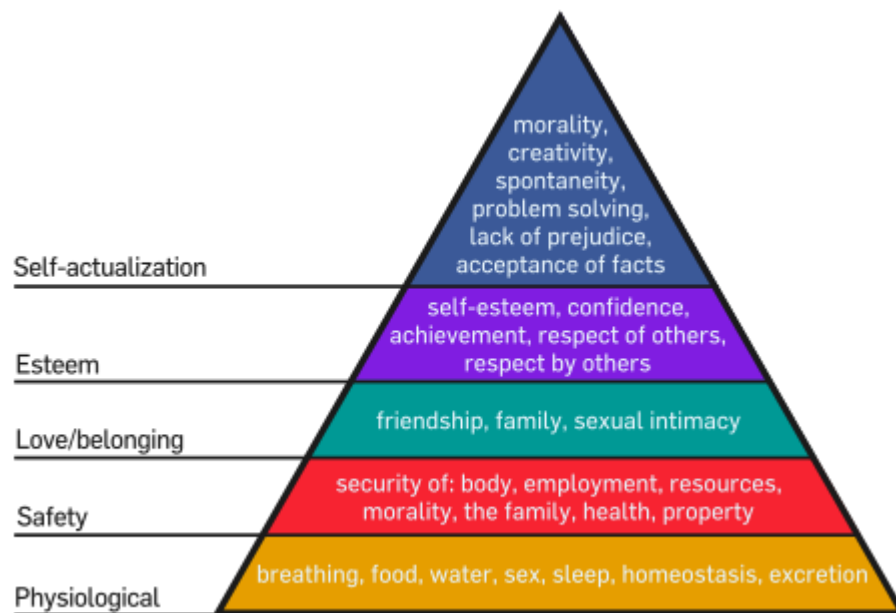 morality,
creativity,
spontaneity,
problem solving,
lack of prejudice,
acceptance of facts
Self-actualization
self-esteem, confidence,
achievement, respect of others,
respect by others
Esteem
friendship, family, sexual intimacy
Love/belonging
security of: body, employment, resources,
morality, the family, health, property
Safety
breathing, food, water, sex, sleep, homeostasis, excretion
Physiological